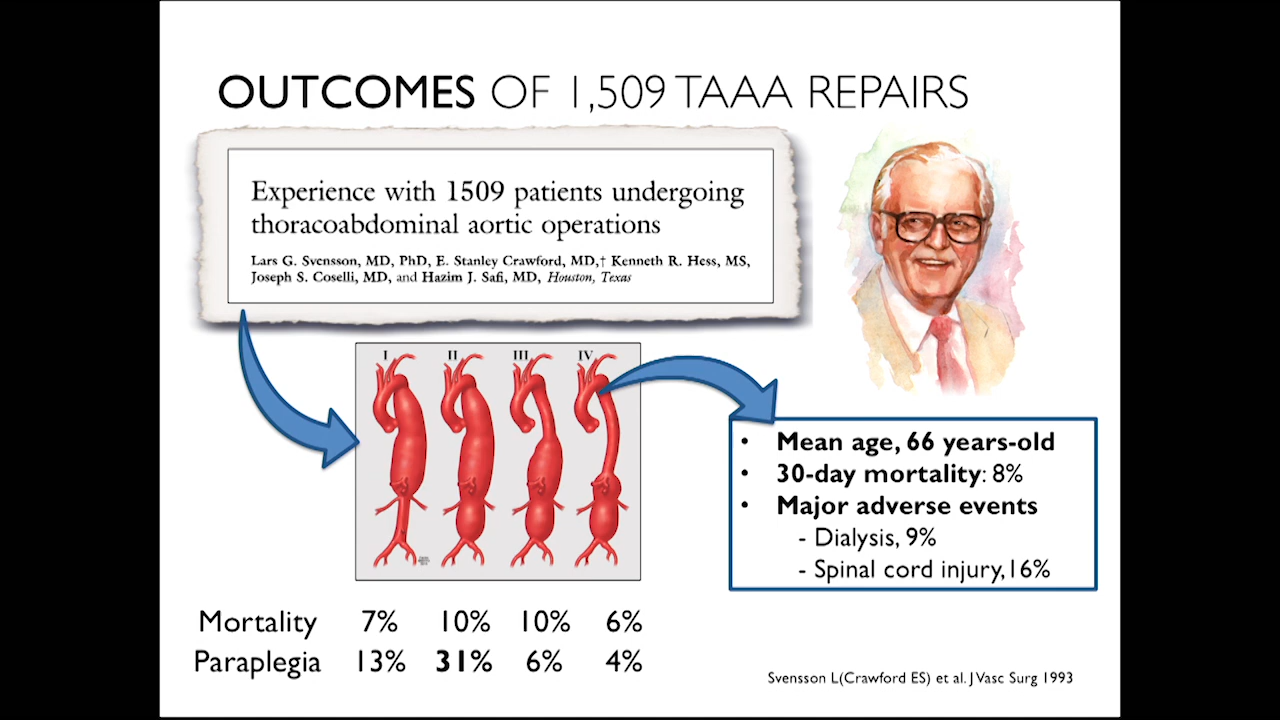 OUTCOMES OF 1,509 TAAA REPAIRS
Experience with 1509 patients undergoing
thoracoabdominal aortic operations
Lars G. Svensson, MD, PhD, E. Stanley Crawford, MD,† Kenneth R. Hess, MS,
Joseph S. Coselli, MD, and Hazim J. Safi, MD, Houston, Texas
I II III IV
• Mean age, 66 years-old
• 30-day mortality: 8%
• Major adverse events
- Dialysis, 9%
- Spinal cord injury, 16%
Mortality 7% 10% 10% 6%
Paraplegia 13% 31% 6% 4%
Svensson L(Crawford ES) et al. J Vasc Surg 1993